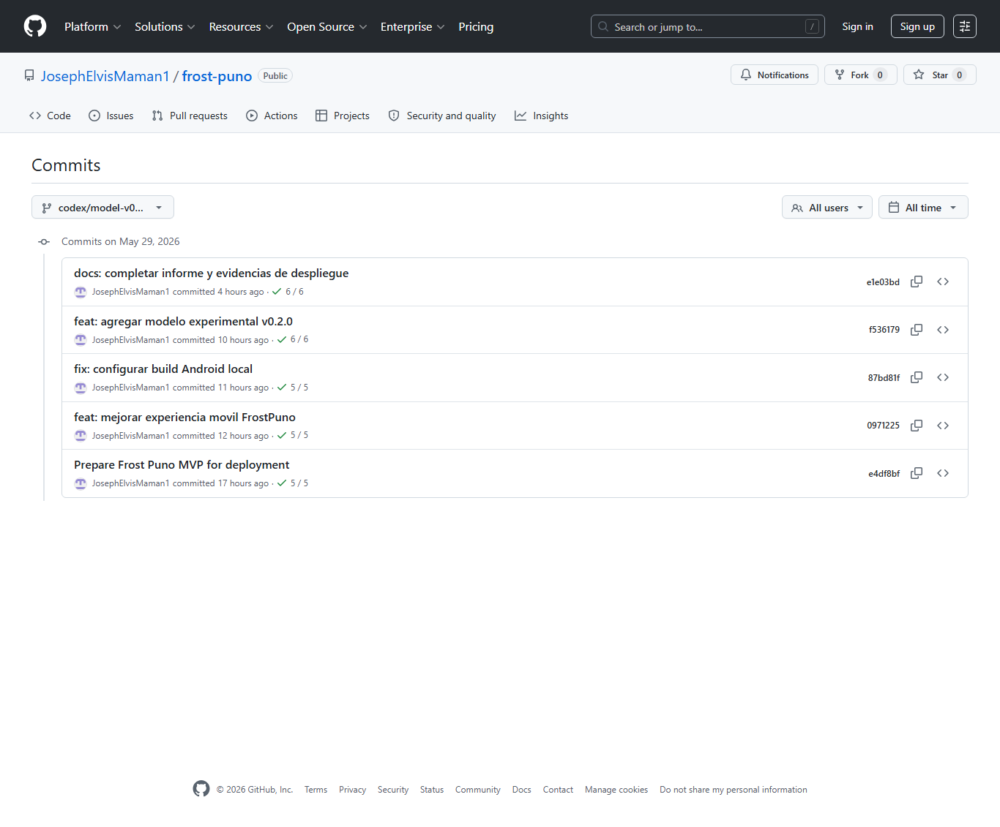 Platform Solutions Resources Open Source Enterprise Pricing Search or jump to... / Sign in Sign up
JosephElvisMaman1 / frost-puno Public Notifications Fork 0 Star 0
Code Issues Pull requests Actions Projects Security and quality Insights
Commits
codex/model-v0... All users All time
Commits on May 29, 2026
docs: completar informe y evidencias de despliegue
JosephElvisMaman1 committed 4 hours ago · 6 / 6
e1e03bd
feat: agregar modelo experimental v0.2.0
JosephElvisMaman1 committed 10 hours ago · 6 / 6
f536179
fix: configurar build Android local
JosephElvisMaman1 committed 11 hours ago · 5 / 5
87bd81f
feat: mejorar experiencia movil FrostPuno
JosephElvisMaman1 committed 12 hours ago · 5 / 5
0971225
Prepare Frost Puno MVP for deployment
JosephElvisMaman1 committed 17 hours ago · 5 / 5
e4df8bf
© 2026 GitHub, Inc. Terms Privacy Security Status Community Docs Contact Manage cookies Do not share my personal information